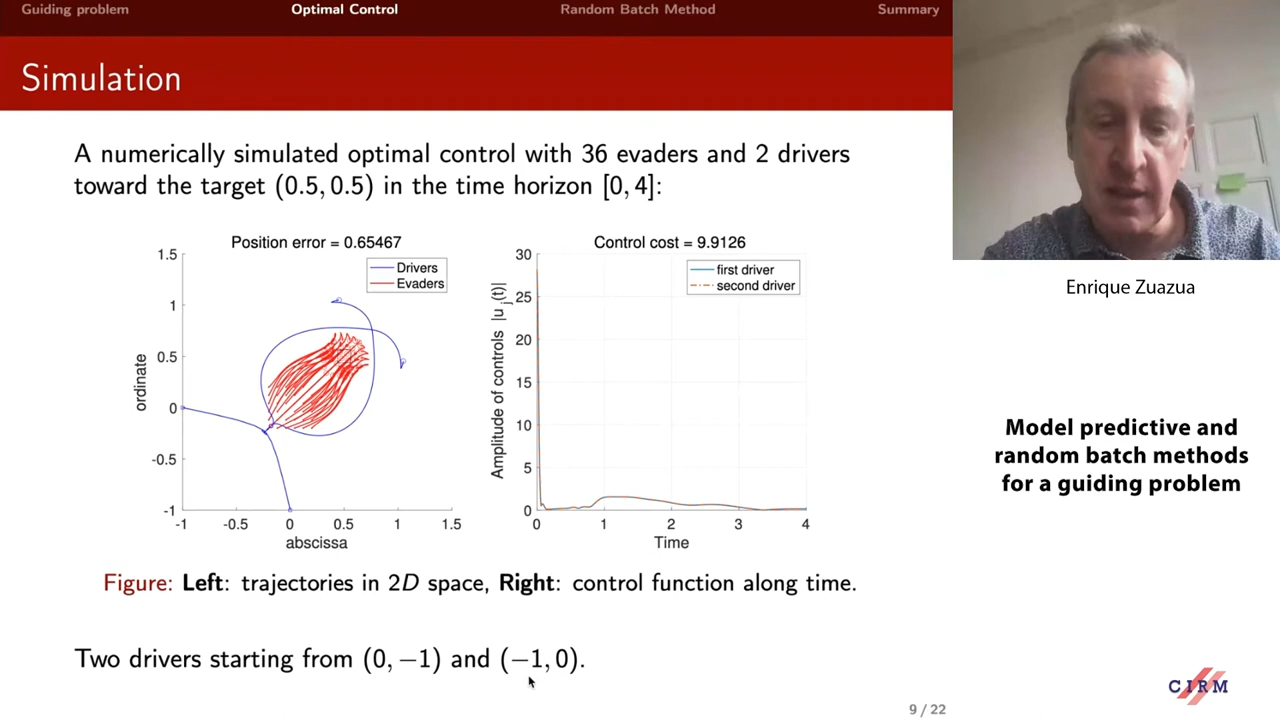 Guiding problem Optimal Control Random Batch Method Summary
Simulation
A numerically simulated optimal control with 36 evaders and 2 drivers
toward the target (0.5, 0.5) in the time horizon [0, 4]:
Position error = 0.65467
Drivers
Evaders
1.5
1
0.5
0
-0.5
-1
ordinate
-1 -0.5 0 0.5 1 1.5
abscissa
Control cost = 9.9126
first driver
second driver
30
25
20
15
10
5
0
Amplitude of controls |u_j(t)|
0 1 2 3 4
Time
Figure: Left: trajectories in 2D space, Right: control function along time.
Two drivers starting from (0, −1) and (−1, 0).
9 / 22
Enrique Zuazua
Model predictive and
random batch methods
for a guiding problem
CIRM